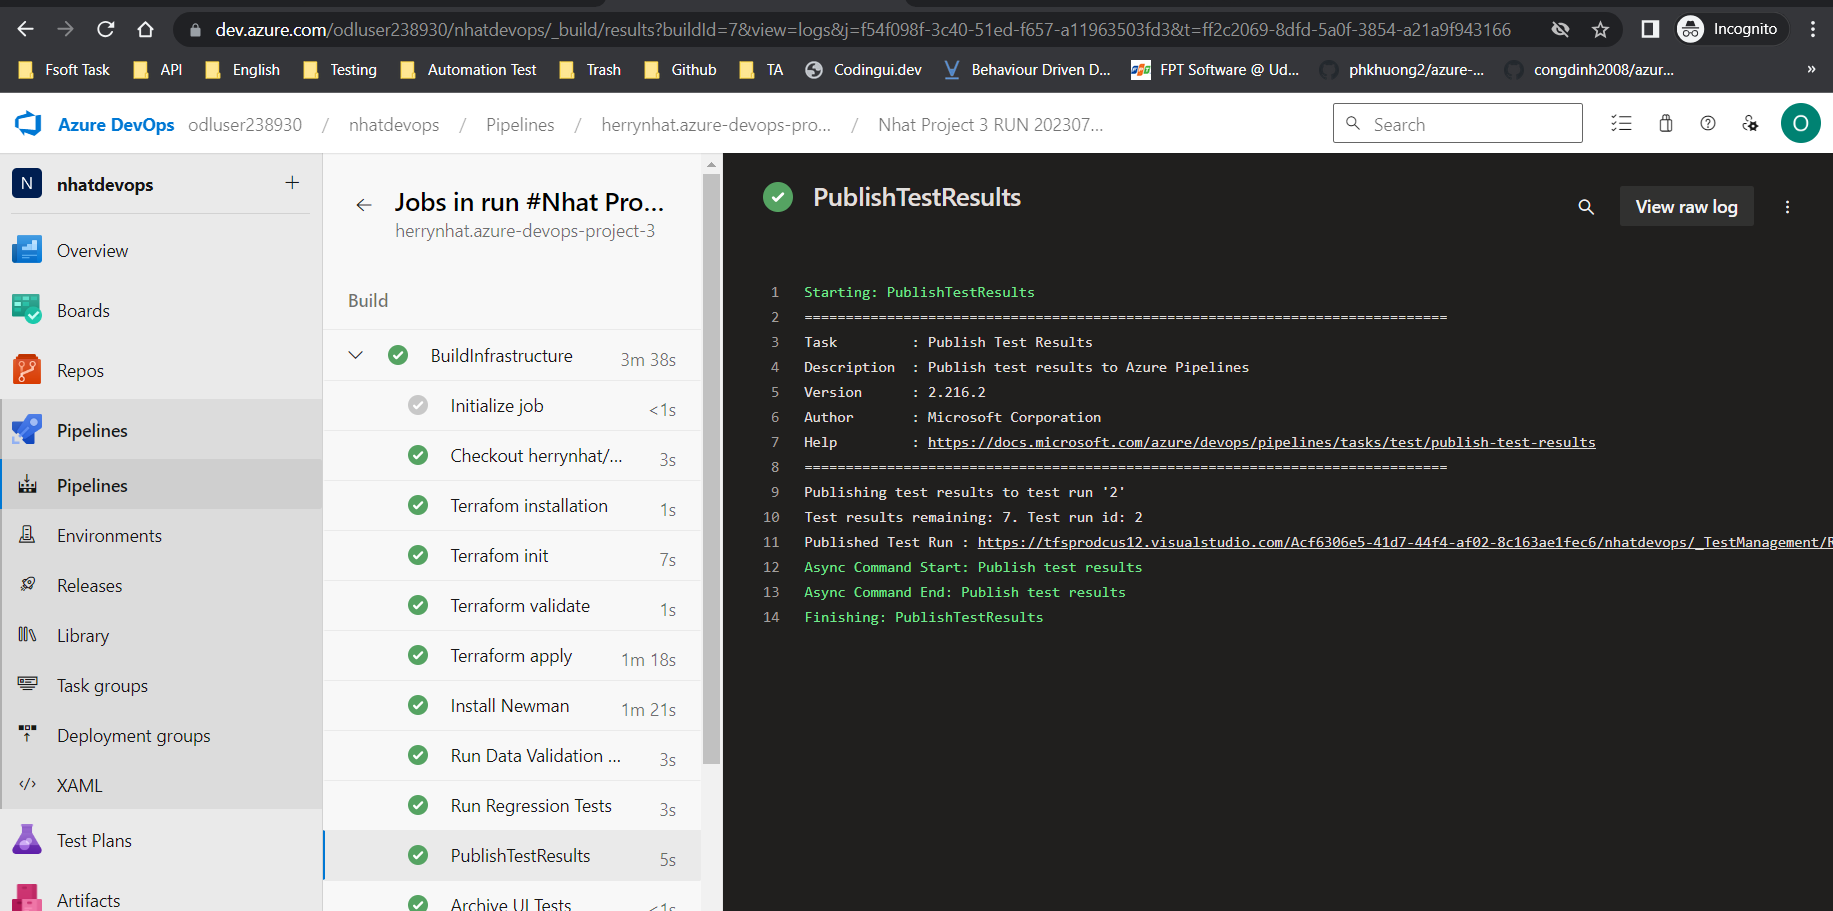 dev.azure.com/odluser238930/nhatdevops/_build/results?buildId=7&view=logs&j=f54f098f-3c40-51ed-f657-a11963503fd3&t=ff2c2069-8dfd-5a0f-3854-a21a9f943166
Incognito
Fsoft Task
API
English
Testing
Automation Test
Trash
Github
TA
Codingui.dev
Behaviour Driven D...
FPT Software @ Ud...
phkhuong2/azure-...
congdinh2008/azur...
»
Azure DevOps
odluser238930 / nhatdevops / Pipelines / herrynhat.azure-devops-pro... / Nhat Project 3 RUN 202307...
Search
O
N nhatdevops +
Overview
Boards
Repos
Pipelines
Pipelines
Environments
Releases
Library
Task groups
Deployment groups
XAML
Test Plans
Artifacts
Jobs in run #Nhat Pro...
herrynhat.azure-devops-project-3
Build
BuildInfrastructure 3m 38s
Initialize job <1s
Checkout herrynhat/... 3s
Terrafom installation 1s
Terrafom init 7s
Terraform validate 1s
Terraform apply 1m 18s
Install Newman 1m 21s
Run Data Validation ... 3s
Run Regression Tests 3s
PublishTestResults 5s
Archive UI Tests <1s
PublishTestResults
View raw log
1 Starting: PublishTestResults
2 ==============================================================================
3 Task : Publish Test Results
4 Description : Publish test results to Azure Pipelines
5 Version : 2.216.2
6 Author : Microsoft Corporation
7 Help : https://docs.microsoft.com/azure/devops/pipelines/tasks/test/publish-test-results
8 ==============================================================================
9 Publishing test results to test run '2'
10 Test results remaining: 7. Test run id: 2
11 Published Test Run : https://tfsprodcus12.visualstudio.com/Acf6306e5-41d7-44f4-af02-8c163ae1fec6/nhatdevops/_TestManagement/R
12 Async Command Start: Publish test results
13 Async Command End: Publish test results
14 Finishing: PublishTestResults